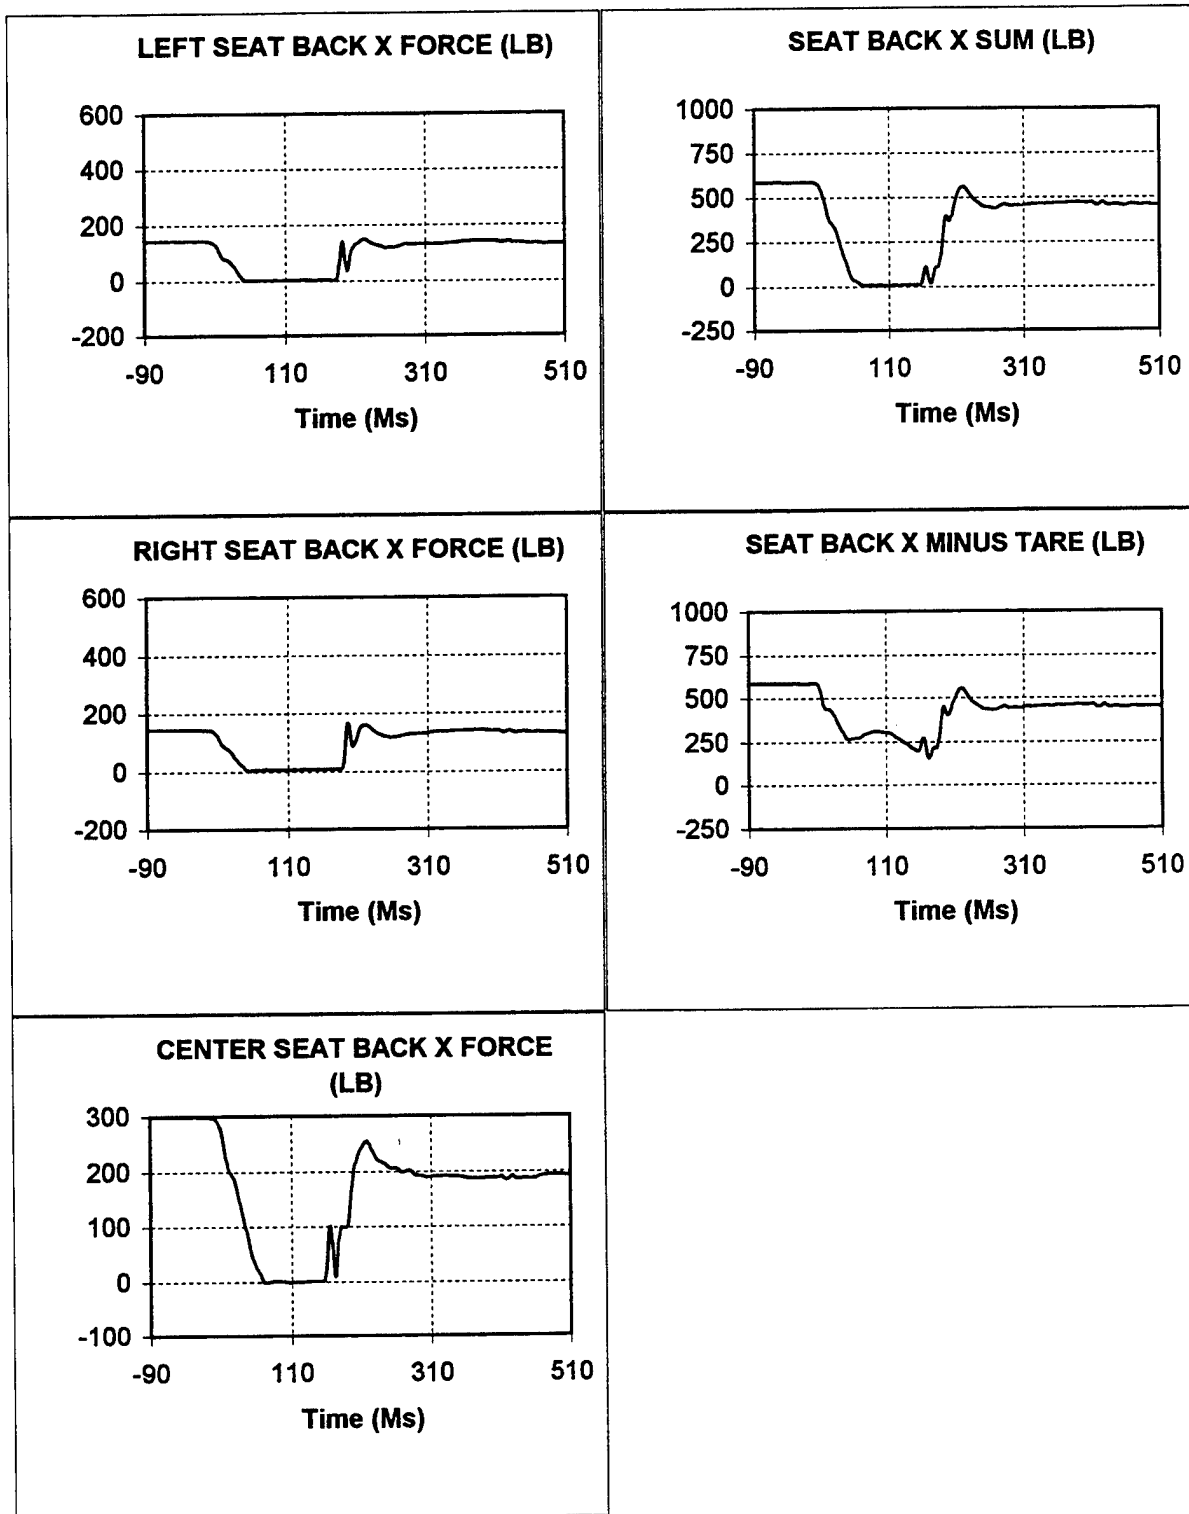 LEFT SEAT BACK X FORCE (LB)
600
400
200
0
-200
-90 110 310 510
Time (Ms)
SEAT BACK X SUM (LB)
1000
750
500
250
0
-250
-90 110 310 510
Time (Ms)
RIGHT SEAT BACK X FORCE (LB)
600
400
200
0
-200
-90 110 310 510
Time (Ms)
SEAT BACK X MINUS TARE (LB)
1000
750
500
250
0
-250
-90 110 310 510
Time (Ms)
CENTER SEAT BACK X FORCE
(LB)
300
200
100
0
-100
-90 110 310 510
Time (Ms)